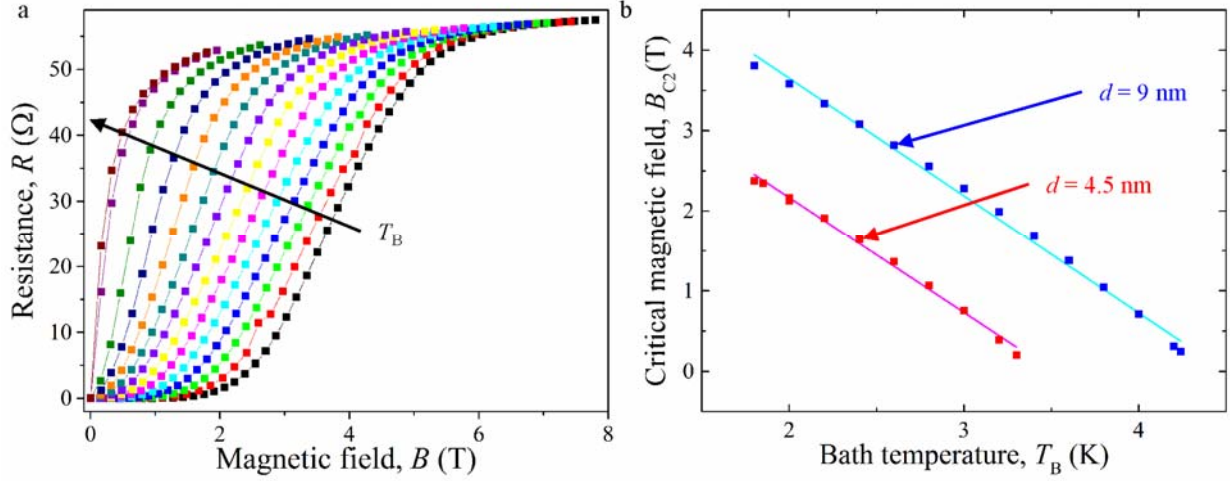 a
Resistance, R (Ω)
50
40
30
20
10
0
T_B
0
2
4
6
8
Magnetic field, B (T)
b
Critical magnetic field, B_C2(T)
4
3
2
1
0
d = 9 nm
d = 4.5 nm
2
3
4
Bath temperature, T_B (K)